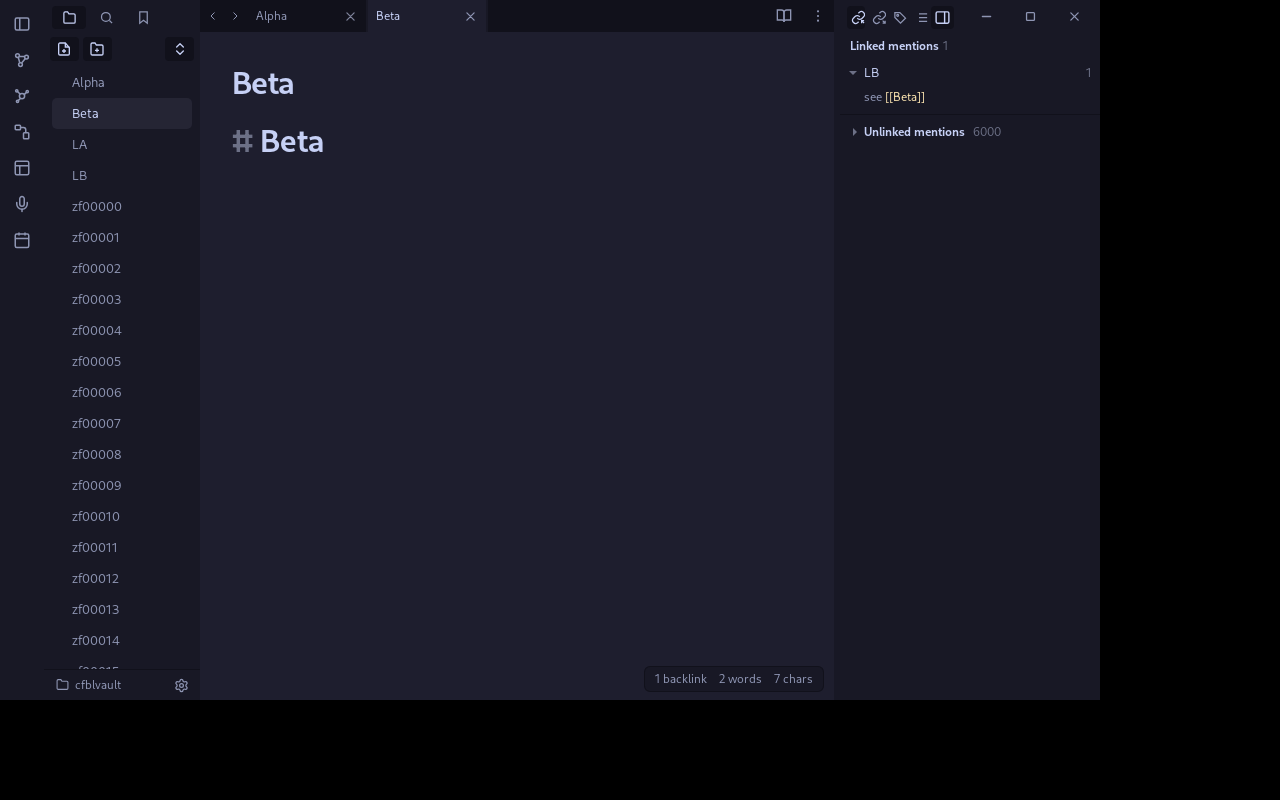 Alpha
Beta
Alpha
Beta
LA
LB
zf00000
zf00001
zf00002
zf00003
zf00004
zf00005
zf00006
zf00007
zf00008
zf00009
zf00010
zf00011
zf00012
zf00013
zf00014
cfblvault
Beta
# Beta
1 backlink 2 words 7 chars
Linked mentions 1
LB 1
see [[Beta]]
Unlinked mentions 6000